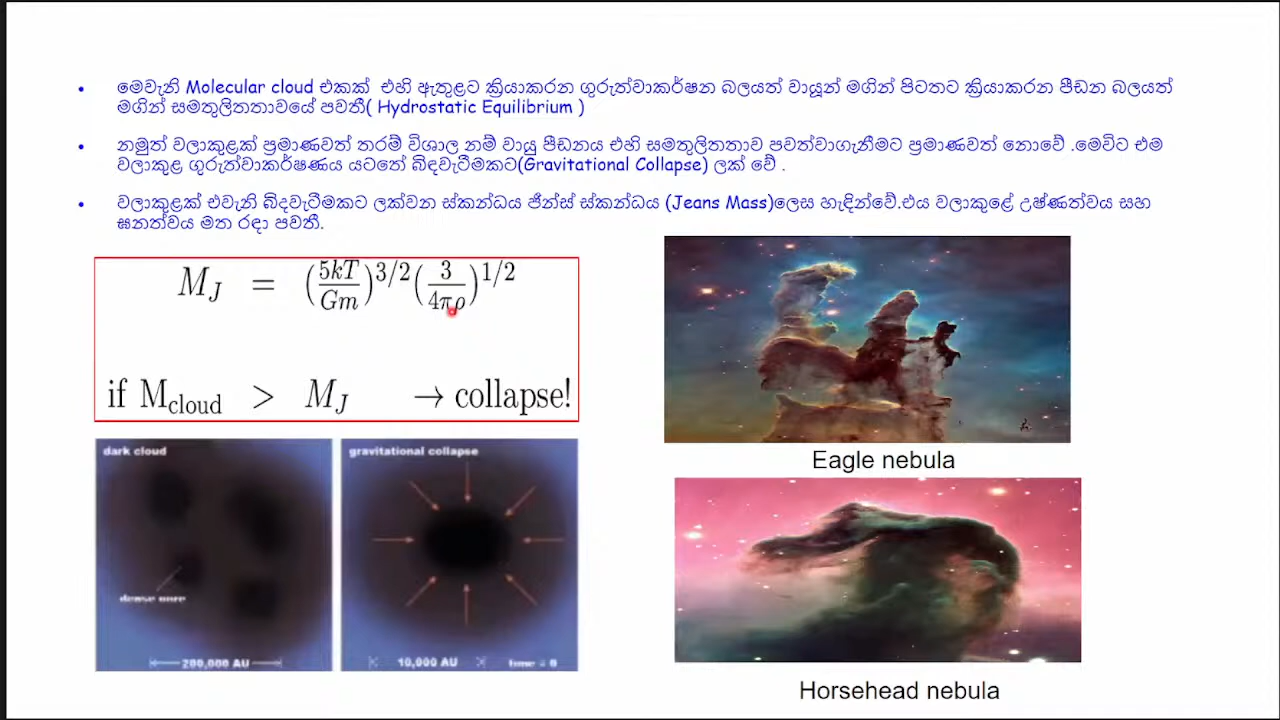 • මෙවැනි Molecular cloud එකක් එහි ඇතුළට ක්‍රියාකරන ගුරුත්වාකර්ෂන බලයත් වායූන් මගින් පිටතට ක්‍රියාකරන පීඩන බලයත්
මගින් සමතුලිතතාවයේ පවතී( Hydrostatic Equilibrium )
• නමුත් වලාකුළක් ප්‍රමාණවත් තරම් විශාල නම් වායු පීඩනය එහි සමතුලිතතාව පවත්වාගැනීමට ප්‍රමාණවත් නොවේ .මෙවිට එම
වලාකුළ ගුරුත්වාකර්ෂණය යටතේ බිඳවැටීමකට(Gravitational Collapse) ලක් වේ .
• වලාකුළක් එවැනි බිදවැටීමකට ලක්වන ස්කන්ධය ජීන්ස් ස්කන්ධය (Jeans Mass)ලෙස හැඳින්වේ.එය වලාකුළේ උෂ්ණත්වය සහ
ඝනත්වය මත රඳා පවතී.
M_J = (5kT/Gm)^3/2 (3/4πρ)^1/2
if M_cloud > M_J → collapse!
dark cloud
dense core
200,000 AU
gravitational collapse
10,000 AU time = 0
Eagle nebula
Horsehead nebula